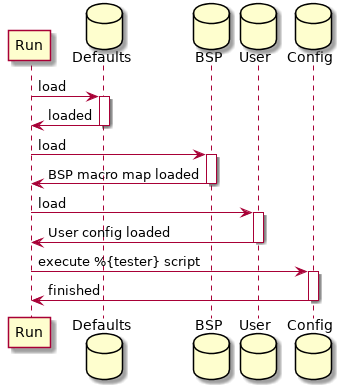 Run
Defaults BSP User Config
load
loaded
load
BSP macro map loaded
load
User config loaded
execute %{tester} script
finished
Run
Defaults BSP User Config